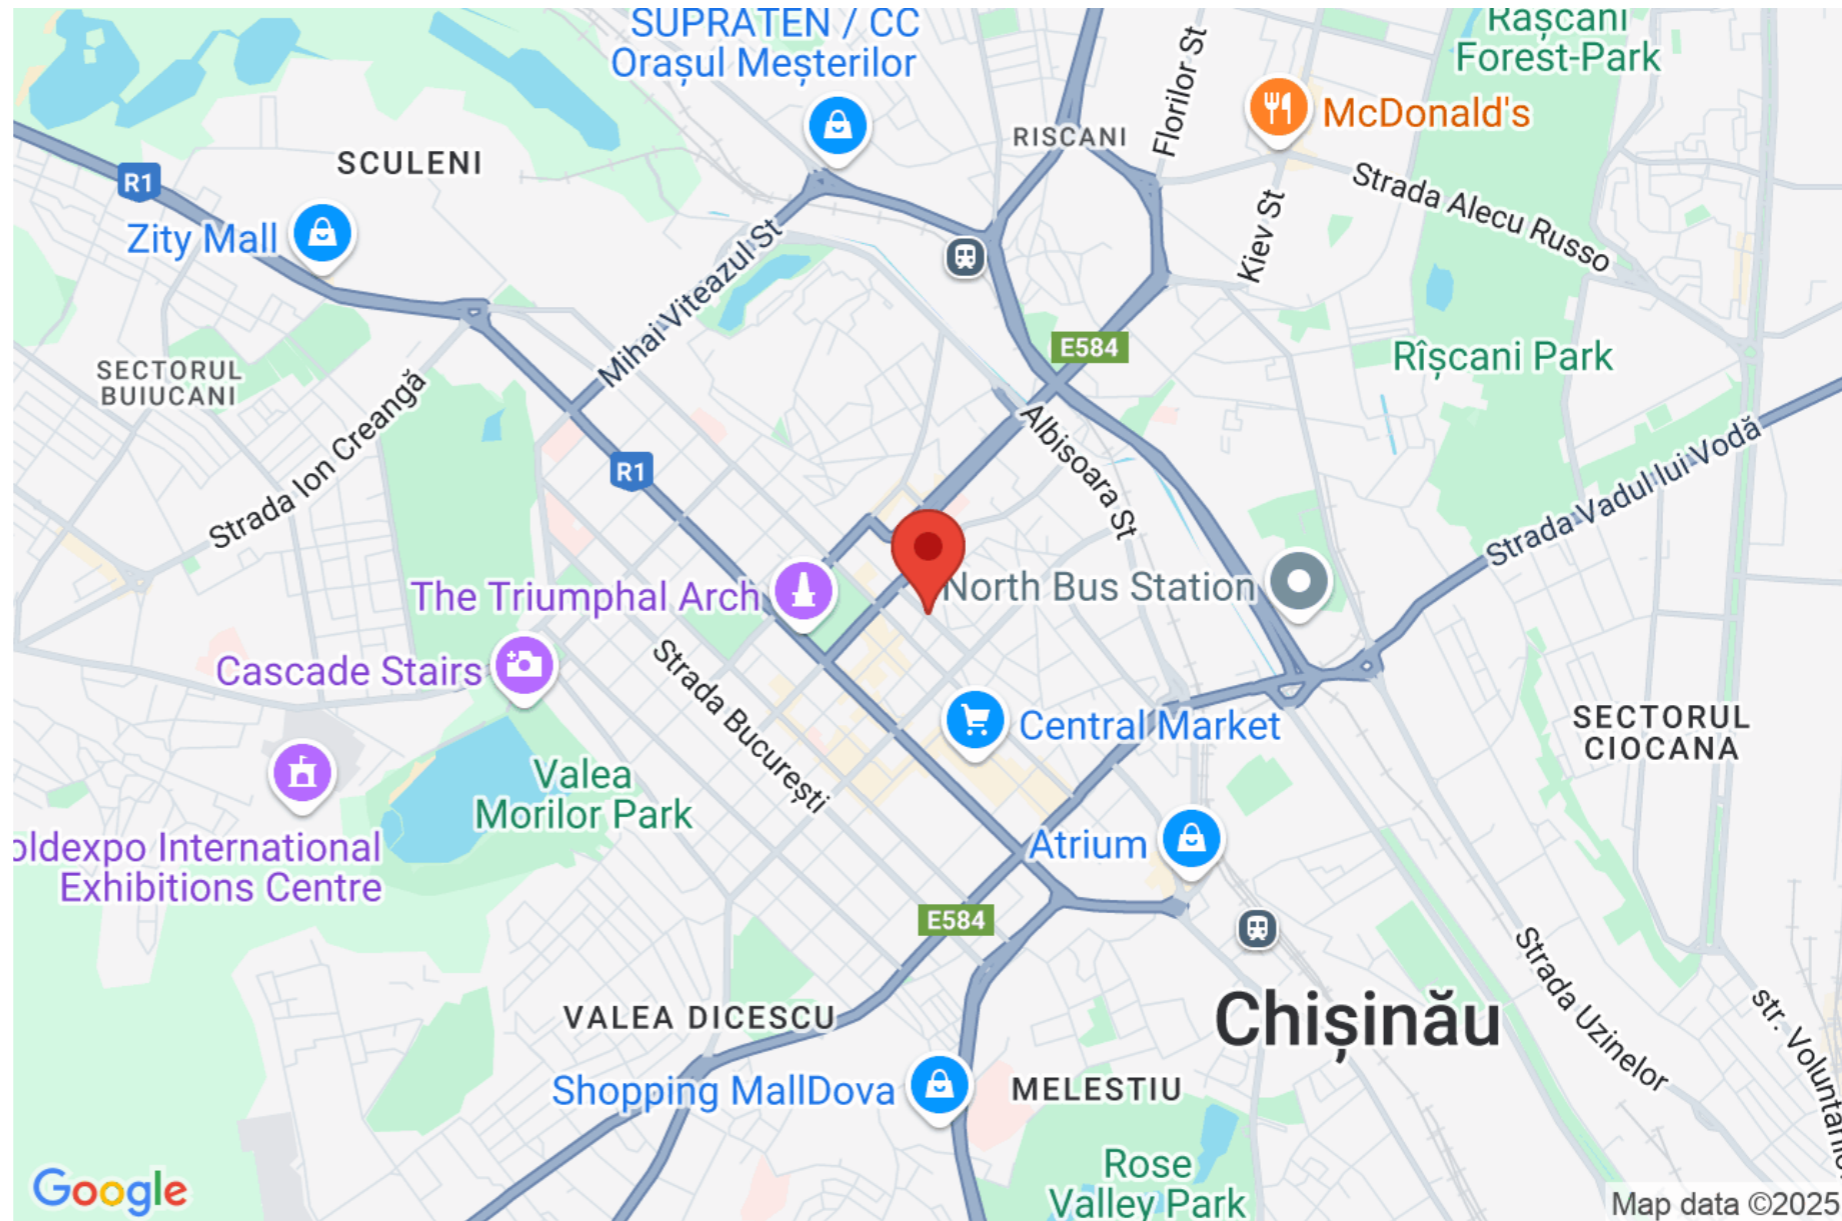 SUPRATEN / CC
Orașul Meșterilor
Rașcani
Forest-Park
Florilor St
McDonald's
RISCANI
SCULENI
R1
Strada Alecu Russo
Zity Mall
Kiev St
Mihai Viteazul St
E584
Rîșcani Park
SECTORUL
BUIUCANI
Strada Ion Creangă
Albisoara St
R1
Strada Vadul lui Vodă
The Triumphal Arch
North Bus Station
Cascade Stairs
Strada București
Central Market
SECTORUL
CIOCANA
Valea
Morilor Park
oldexpo International
Exhibitions Centre
Atrium
E584
Strada Uzinelor
VALEA DICESCU
Chișinău
str. Voluntarilor
Shopping MallDova
MELESTIU
Rose
Valley Park
Google
Map data ©2025